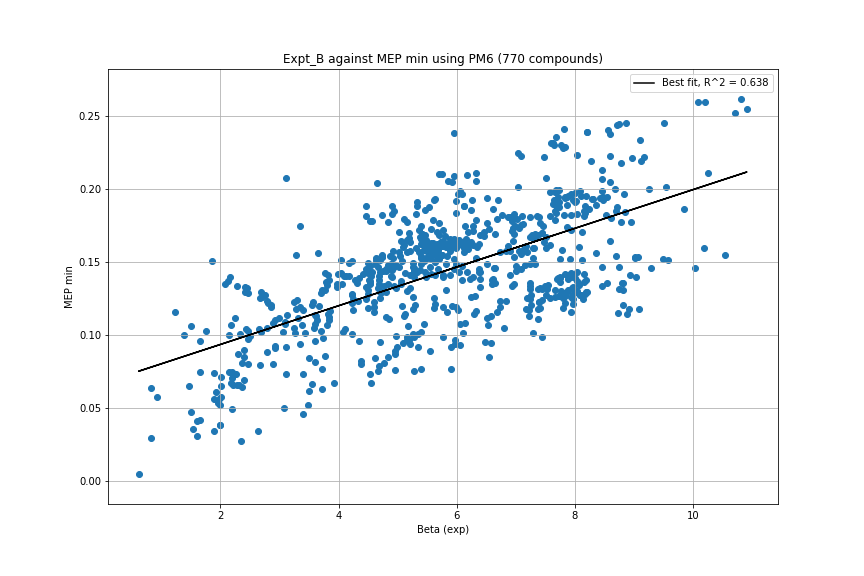 Expt_B against MEP min using PM6 (770 compounds)
Best fit, R^2 = 0.638
0.25
0.20
0.15
0.10
0.05
0.00
MEP min
2 4 6 8 10
Beta (exp)